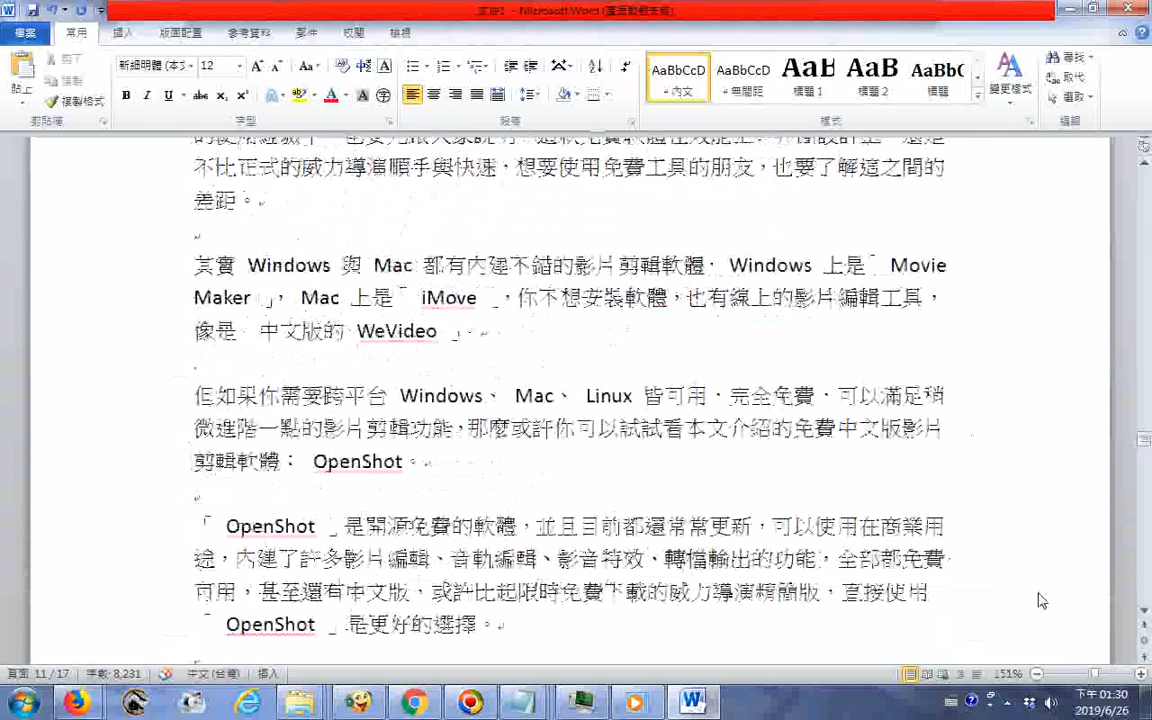 文件1 - Microsoft Word (產品啟動失敗)
檔案 常用 插入 版面配置 參考資料 郵件 校閱 檢視
貼上 剪下 複製 複製格式 剪貼簿
新細明體 (本文 12 字型
段落
AaBbCcD 內文 AaBbCcD 無間距 AaBb 標題 1 AaBb 標題 2 AaBbC 標題 變更樣式 樣式
尋找 取代 選取 編輯
不比正式的威力導演順手與快速，想要使用免費工具的朋友，也要了解這之間的
差距。
其實 Windows 與 Mac 都有內建不錯的影片剪輯軟體， Windows 上是「 Movie
Maker 」， Mac 上是「 iMove 」，你不想安裝軟體，也有線上的影片編輯工具，
像是「中文版的 WeVideo 」。
但如果你需要跨平台 Windows、 Mac、 Linux 皆可用，完全免費，可以滿足稍
微進階一點的影片剪輯功能，那麼或許你可以試試看本文介紹的免費中文版影片
剪輯軟體： OpenShot。
「 OpenShot 」是開源免費的軟體，並且目前都還常常更新，可以使用在商業用
途，內建了許多影片編輯、音軌編輯、影音特效、轉檔輸出的功能，全部都免費
可用，甚至還有中文版，或許比起限時免費下載的威力導演精簡版，直接使用
「 OpenShot 」是更好的選擇。
頁面: 11 / 17 字數: 8,231 中文 (台灣) 插入 151%
下午 01:30
2019/6/26